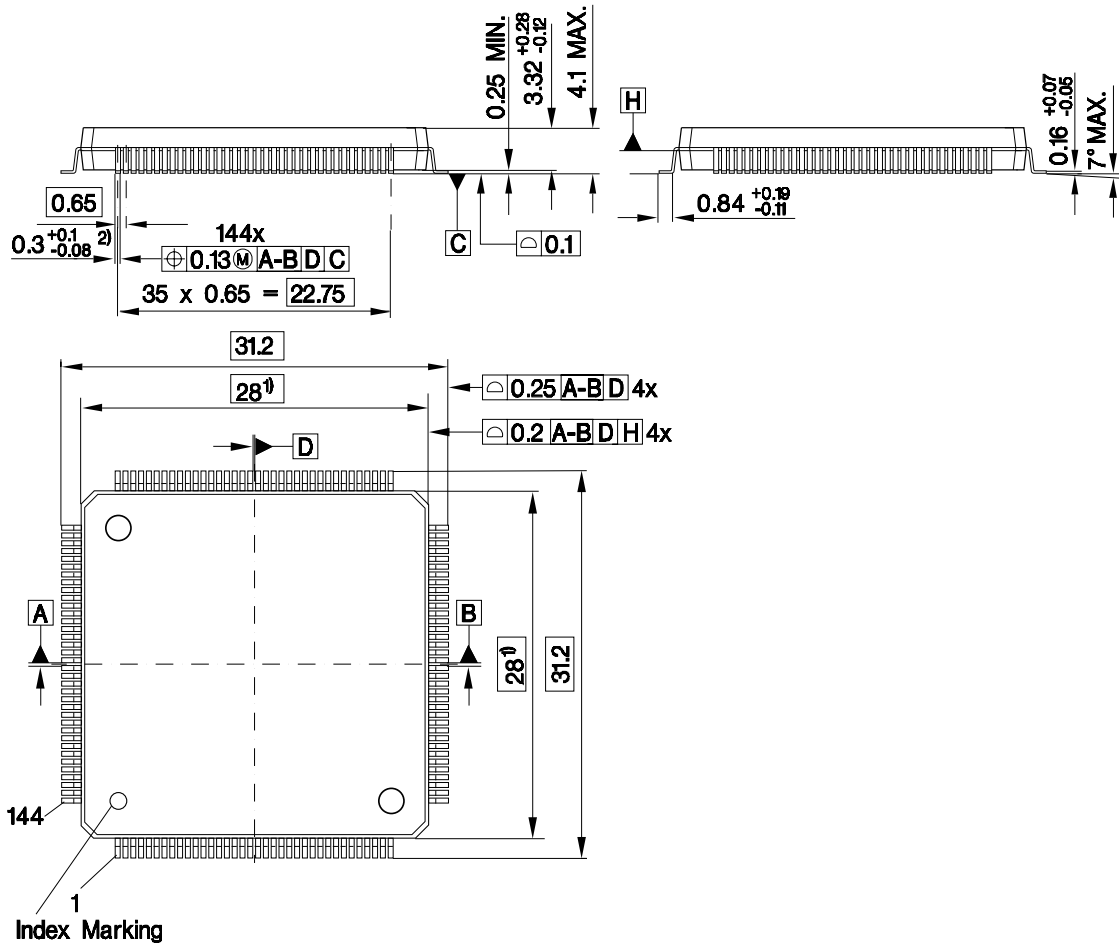 0.25 MIN.
3.32 +0.28 -0.12
4.1 MAX.
H
0.16 +0.07 -0.05
7° MAX.
0.65
0.84 +0.19 -0.11
0.3 +0.1 -0.08 2)
144x
C
⌓ 0.1
⌖ 0.13 Ⓜ A-B D C
35 x 0.65 = 22.75
31.2
28 1)
⌓ 0.25 A-B D 4x
⌓ 0.2 A-B D H 4x
D
A
B
28 1)
31.2
144
1
Index Marking